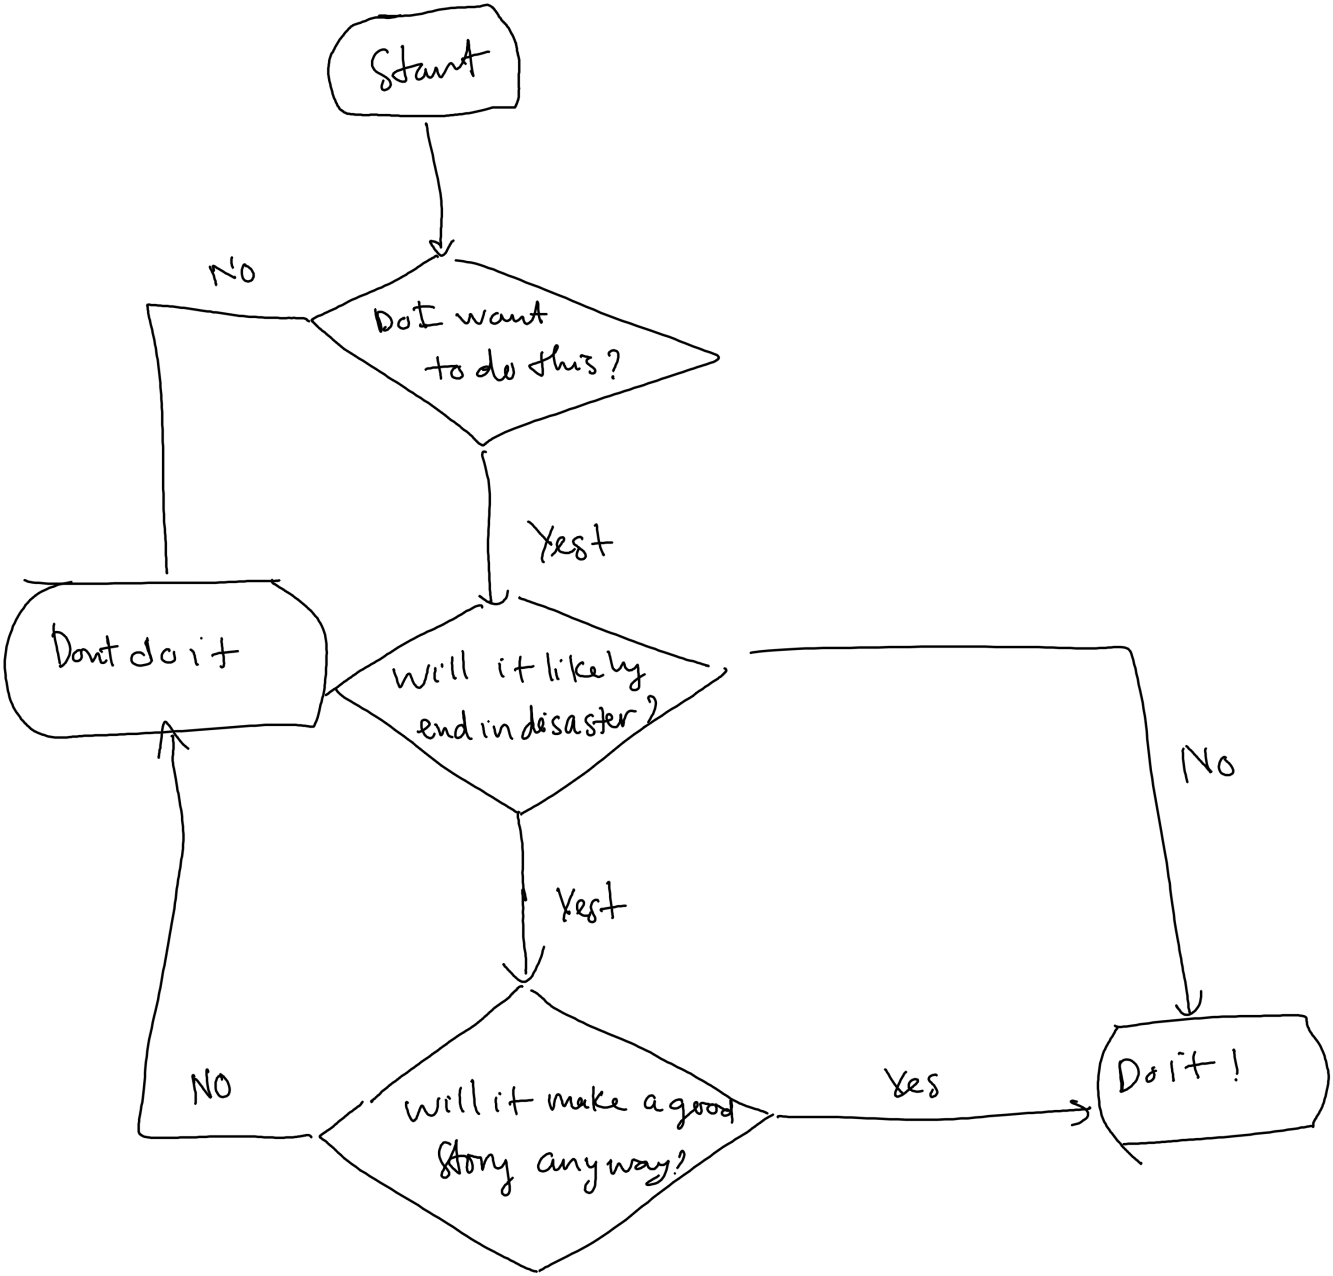 Start
No
Do I want
to do this?
Yest
Dont do it
Will it likely
end in disaster?
No
Yest
NO
Will it make a good
story anyway?
Yes
Do it!